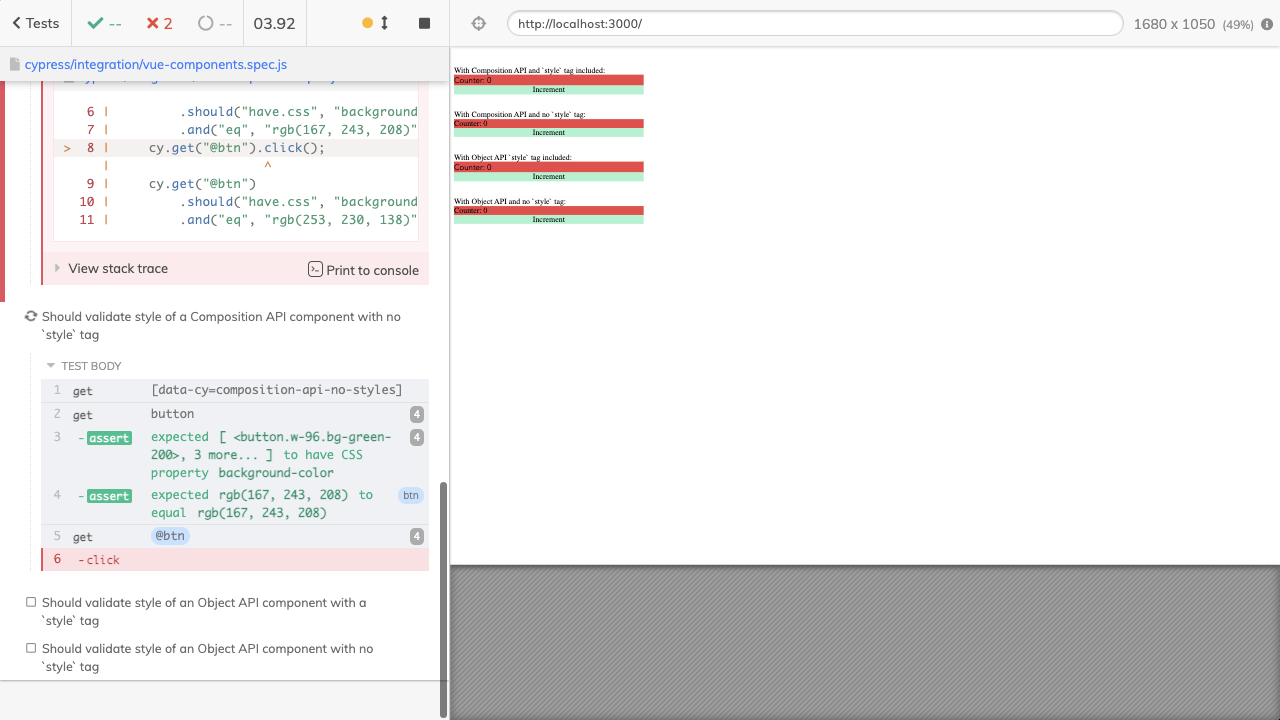 Tests
--
2
--
03.92
http://localhost:3000/
1680 x 1050 (49%)
cypress/integration/vue-components.spec.js
6 | .should("have.css", "background
7 | .and("eq", "rgb(167, 243, 208)"
> 8 | cy.get("@btn").click();
| ^
9 | cy.get("@btn")
10 | .should("have.css", "background
11 | .and("eq", "rgb(253, 230, 138)"
View stack trace
Print to console
Should validate style of a Composition API component with no
`style` tag
TEST BODY
1 get [data-cy=composition-api-no-styles]
2 get button 4
3 -assert expected [ <button.w-96.bg-green-
200>, 3 more... ] to have CSS
property background-color
4
4 -assert expected rgb(167, 243, 208) to
equal rgb(167, 243, 208)
btn
5 get @btn 4
6 -click
Should validate style of an Object API component with a
`style` tag
Should validate style of an Object API component with no
`style` tag
With Composition API and `style` tag included:
Counter: 0
Increment
With Composition API and no `style` tag:
Counter: 0
Increment
With Object API `style` tag included:
Counter: 0
Increment
With Object API and no `style` tag:
Counter: 0
Increment